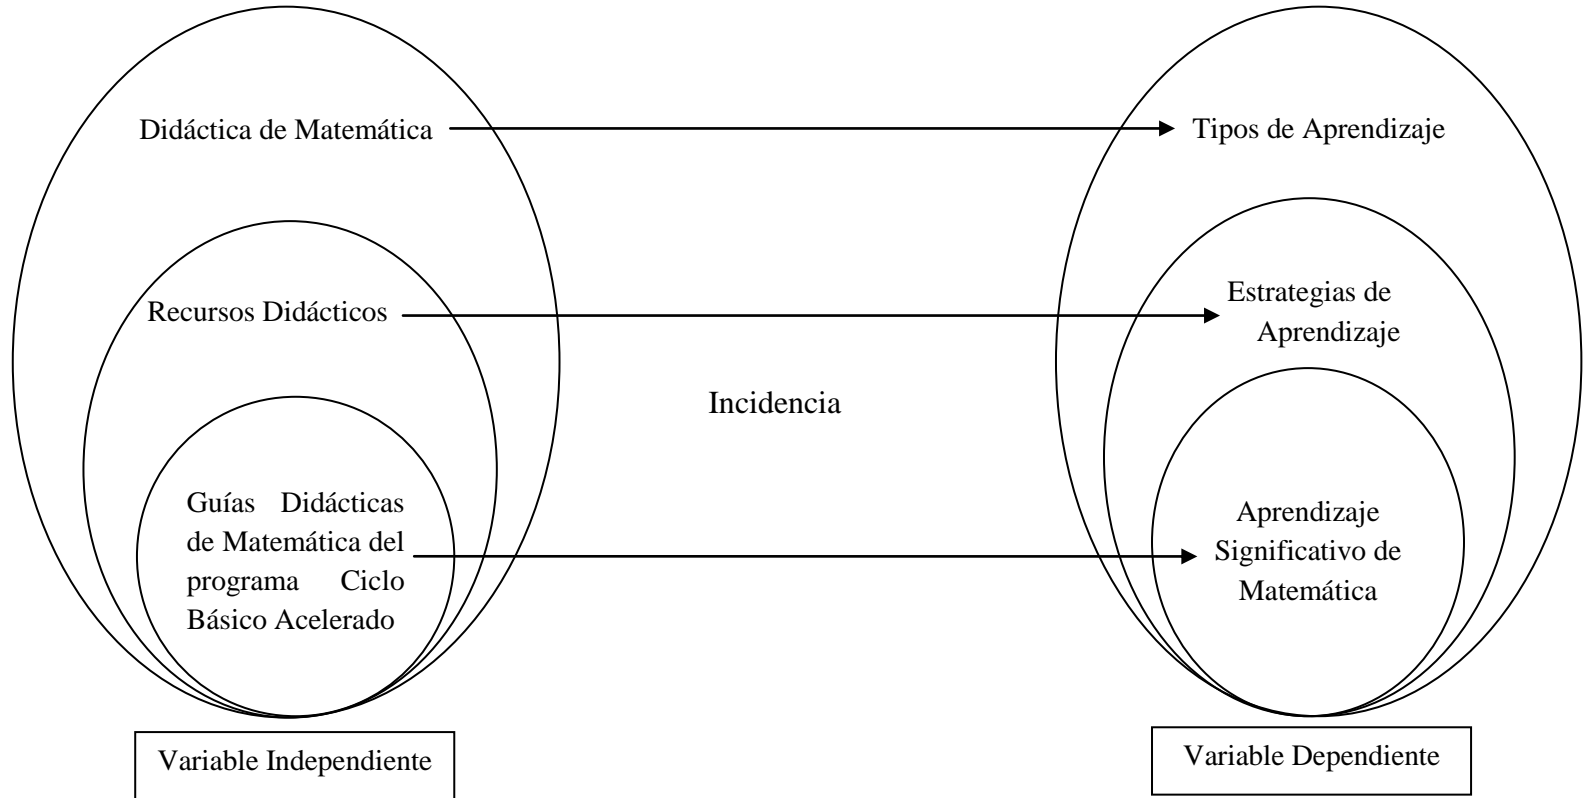 Didáctica de Matemática
Tipos de Aprendizaje
Recursos Didácticos
Estrategias de
Aprendizaje
Incidencia
Guías Didácticas
de Matemática del
programa Ciclo
Básico Acelerado
Aprendizaje
Significativo de
Matemática
Variable Independiente
Variable Dependiente